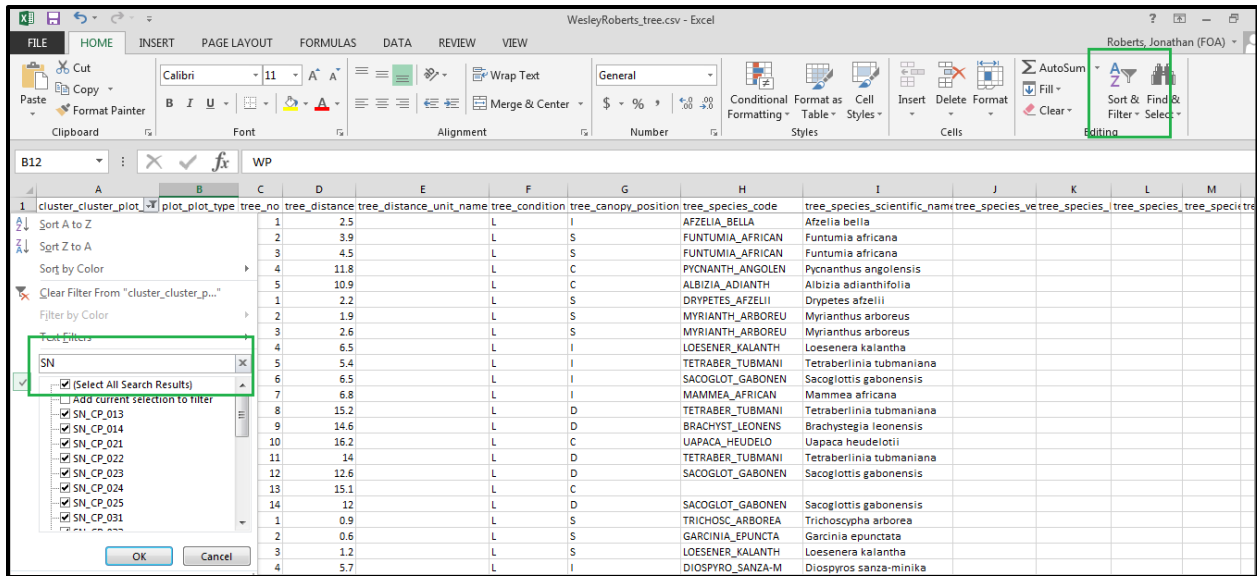 WesleyRoberts_tree.csv - Excel
FILE HOME INSERT PAGE LAYOUT FORMULAS DATA REVIEW VIEW Roberts, Jonathan (FOA)
Cut Calibri 11 Wrap Text General AutoSum
Copy Fill
Paste Format Painter B I U Merge & Center $ % Conditional Format as Cell Insert Delete Format Clear Sort & Find &
Formatting Table Styles Filter Select
Clipboard Font Alignment Number Styles Cells Editing
B12 fx WP
A B C D E F G H I J K L M
1 cluster_cluster_plot_ plot_plot_type tree_no tree_distance tree_distance_unit_name tree_condition tree_canopy_position tree_species_code tree_species_scientific_name tree_species_ve tree_species_l tree_species_ tree_specie tre
Sort A to Z 1 2.5 L I AFZELIA_BELLA Afzelia bella
2 3.9 L S FUNTUMIA_AFRICAN Funtumia africana
Sort Z to A 3 4.5 L S FUNTUMIA_AFRICAN Funtumia africana
Sort by Color 4 11.8 L C PYCNANTH_ANGOLEN Pycnanthus angolensis
Clear Filter From "cluster_cluster_p..." 5 10.9 L C ALBIZIA_ADIANTH Albizia adianthifolia
1 2.2 L S DRYPETES_AFZELII Drypetes afzelii
Filter by Color 2 1.9 L S MYRIANTH_ARBOREU Myrianthus arboreus
Text Filters 3 2.6 L S MYRIANTH_ARBOREU Myrianthus arboreus
4 6.5 L I LOESENER_KALANTH Loesenera kalantha
SN 5 5.4 L I TETRABER_TUBMANI Tetraberlinia tubmaniana
(Select All Search Results) 6 6.5 L I SACOGLOT_GABONEN Sacoglottis gabonensis
Add current selection to filter 7 6.8 L I MAMMEA_AFRICAN Mammea africana
SN_CP_013 8 15.2 L D TETRABER_TUBMANI Tetraberlinia tubmaniana
SN_CP_014 9 14.6 L D BRACHYST_LEONENS Brachystegia leonensis
SN_CP_021 10 16.2 L C UAPACA_HEUDELO Uapaca heudelotii
SN_CP_022 11 14 L D TETRABER_TUBMANI Tetraberlinia tubmaniana
SN_CP_023 12 12.6 L D SACOGLOT_GABONEN Sacoglottis gabonensis
SN_CP_024 13 15.1 L C
SN_CP_025 14 12 L D SACOGLOT_GABONEN Sacoglottis gabonensis
SN_CP_031 1 0.9 L S TRICHOSC_ARBOREA Trichoscypha arborea
2 0.6 L S GARCINIA_EPUNCTA Garcinia epunctata
OK Cancel 3 1.2 L S LOESENER_KALANTH Loesenera kalantha
4 5.7 L I DIOSPYRO_SANZA-M Diospyros sanza-minika